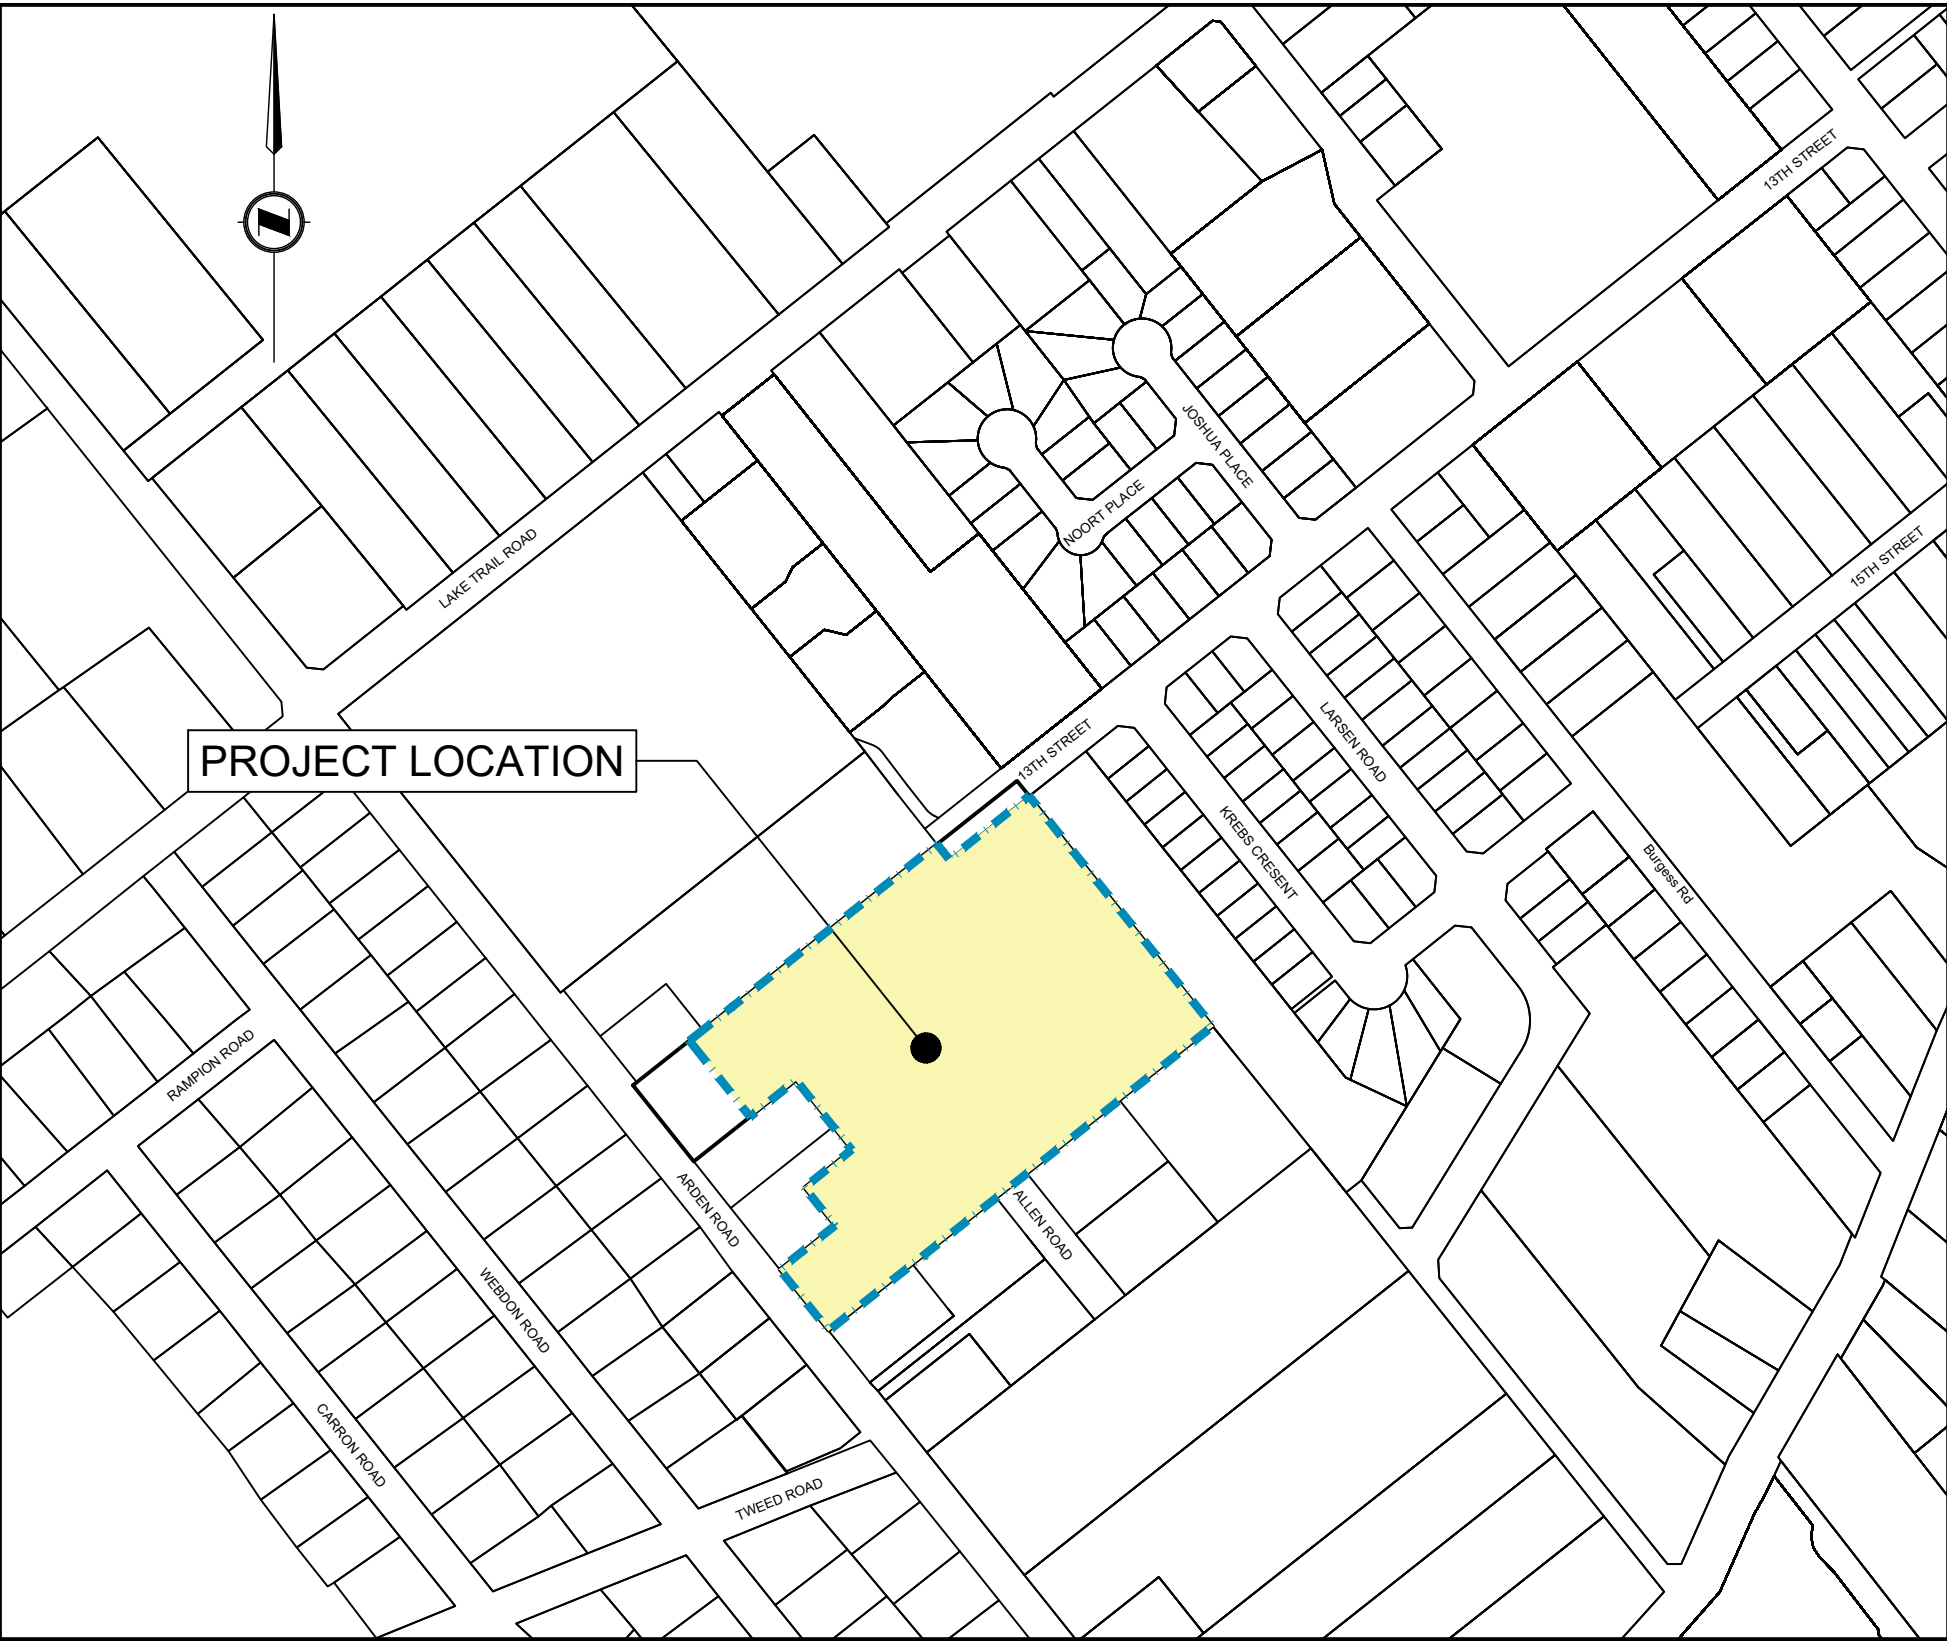 13TH STREET
JOSHUA PLACE
NOORT PLACE
LAKE TRAIL ROAD
15TH STREET
PROJECT LOCATION
13TH STREET
LARSEN ROAD
KREBS CRESENT
Burgess Rd
RAMPION ROAD
ARDEN ROAD
ALLEN ROAD
WEBDON ROAD
CARRON ROAD
TWEED ROAD